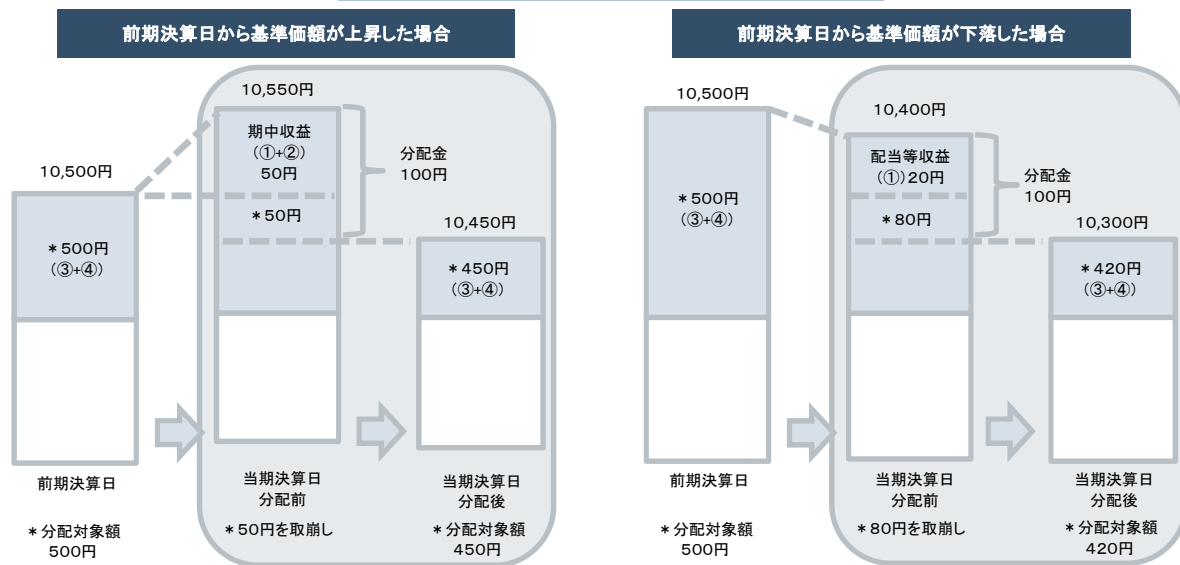 前期決算日から基準価額が上昇した場合
10,550円
期中収益
(①+②)
50円
分配金
100円
10,500円
*50円
10,450円
*500円
(③+④)
*450円
(③+④)
前期決算日
当期決算日
分配前
当期決算日
分配後
*分配対象額
500円
*50円を取崩し
*分配対象額
450円
前期決算日から基準価額が下落した場合
10,500円
10,400円
配当等収益
(①)20円
分配金
100円
*500円
(③+④)
*80円
10,300円
*420円
(③+④)
前期決算日
当期決算日
分配前
当期決算日
分配後
*分配対象額
500円
*80円を取崩し
*分配対象額
420円